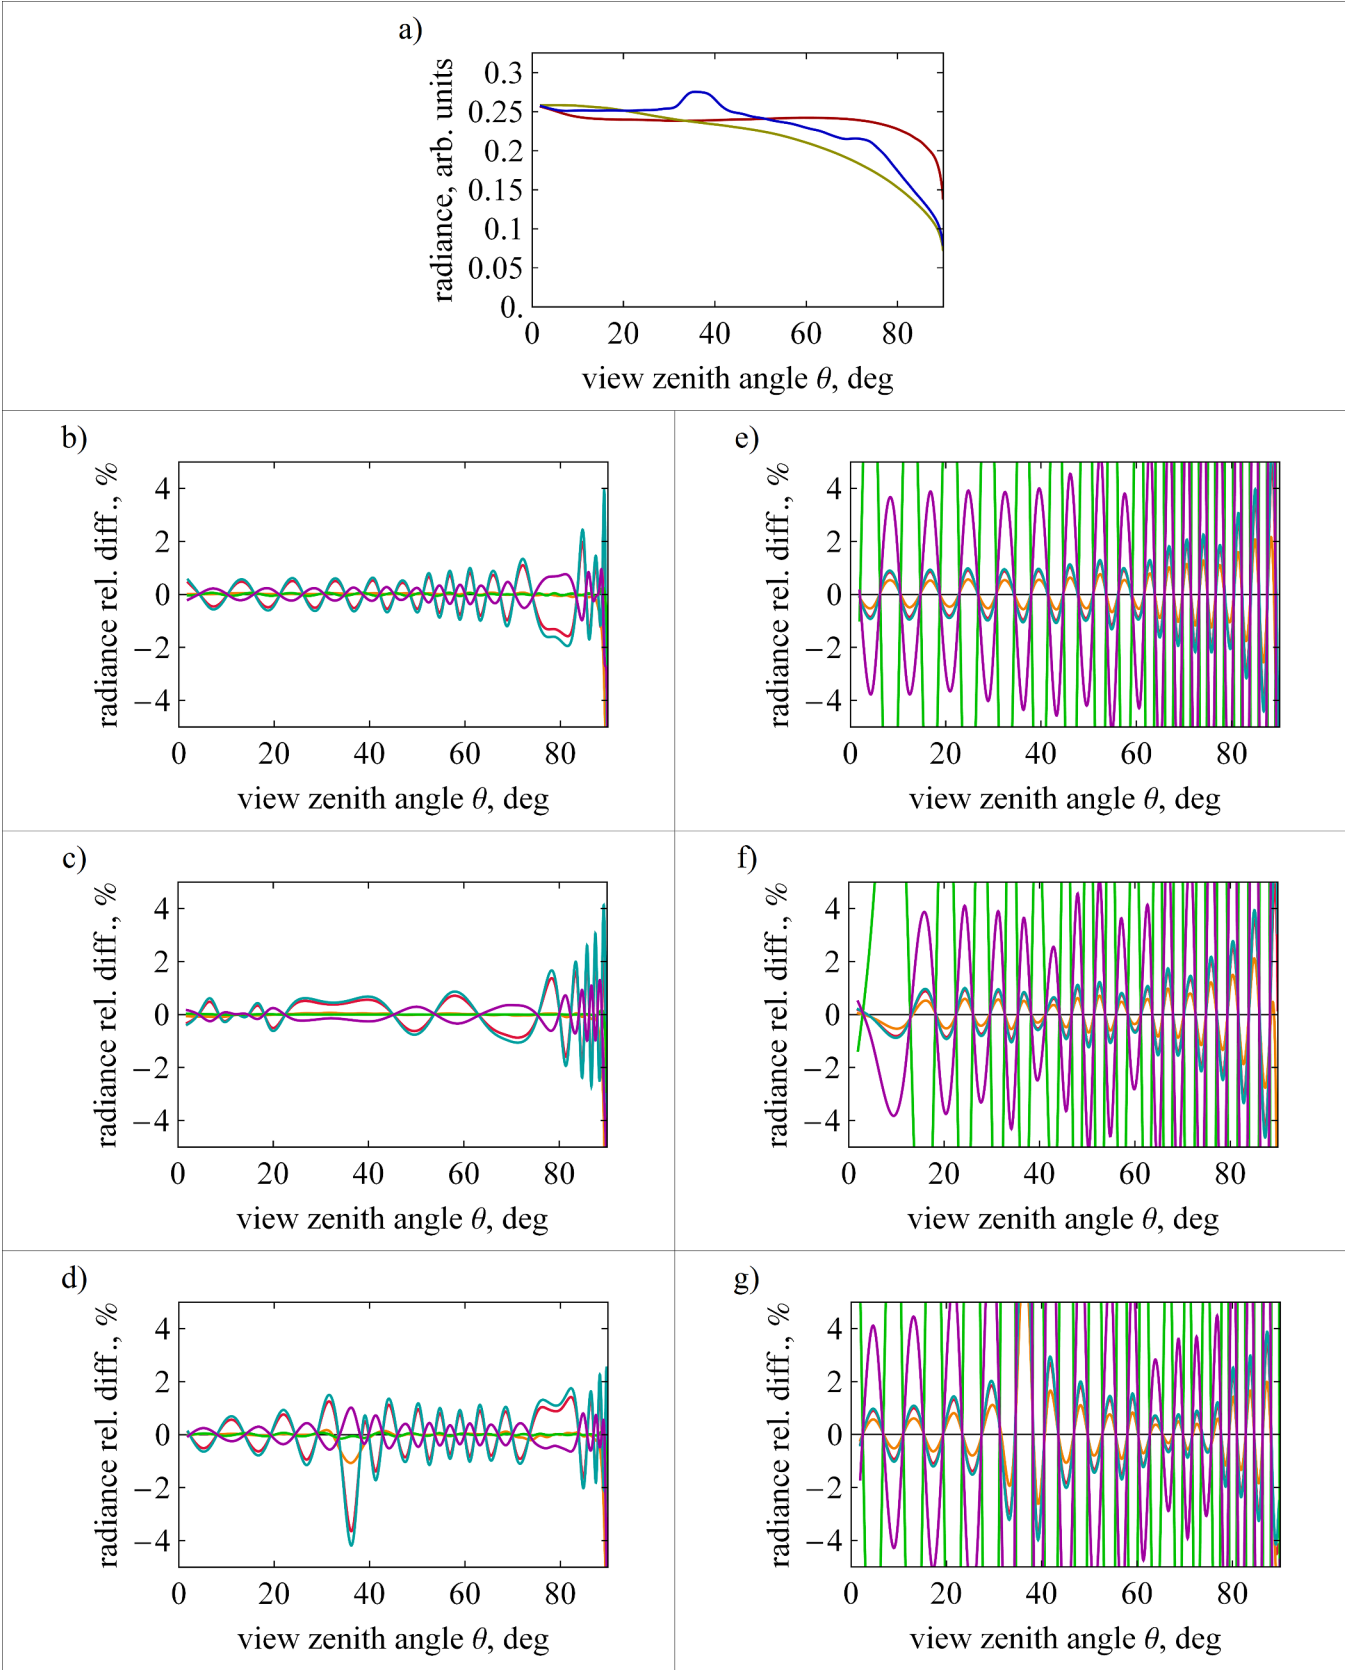 a)
radiance, arb. units
0.3
0.25
0.2
0.15
0.1
0.05
0.
0 20 40 60 80
view zenith angle θ, deg
b)
radiance rel. diff., %
4
2
0
−2
−4
0 20 40 60 80
view zenith angle θ, deg
e)
radiance rel. diff., %
4
2
0
−2
−4
0 20 40 60 80
view zenith angle θ, deg
c)
radiance rel. diff., %
4
2
0
−2
−4
0 20 40 60 80
view zenith angle θ, deg
f)
radiance rel. diff., %
4
2
0
−2
−4
0 20 40 60 80
view zenith angle θ, deg
d)
radiance rel. diff., %
4
2
0
−2
−4
0 20 40 60 80
view zenith angle θ, deg
g)
radiance rel. diff., %
4
2
0
−2
−4
0 20 40 60 80
view zenith angle θ, deg